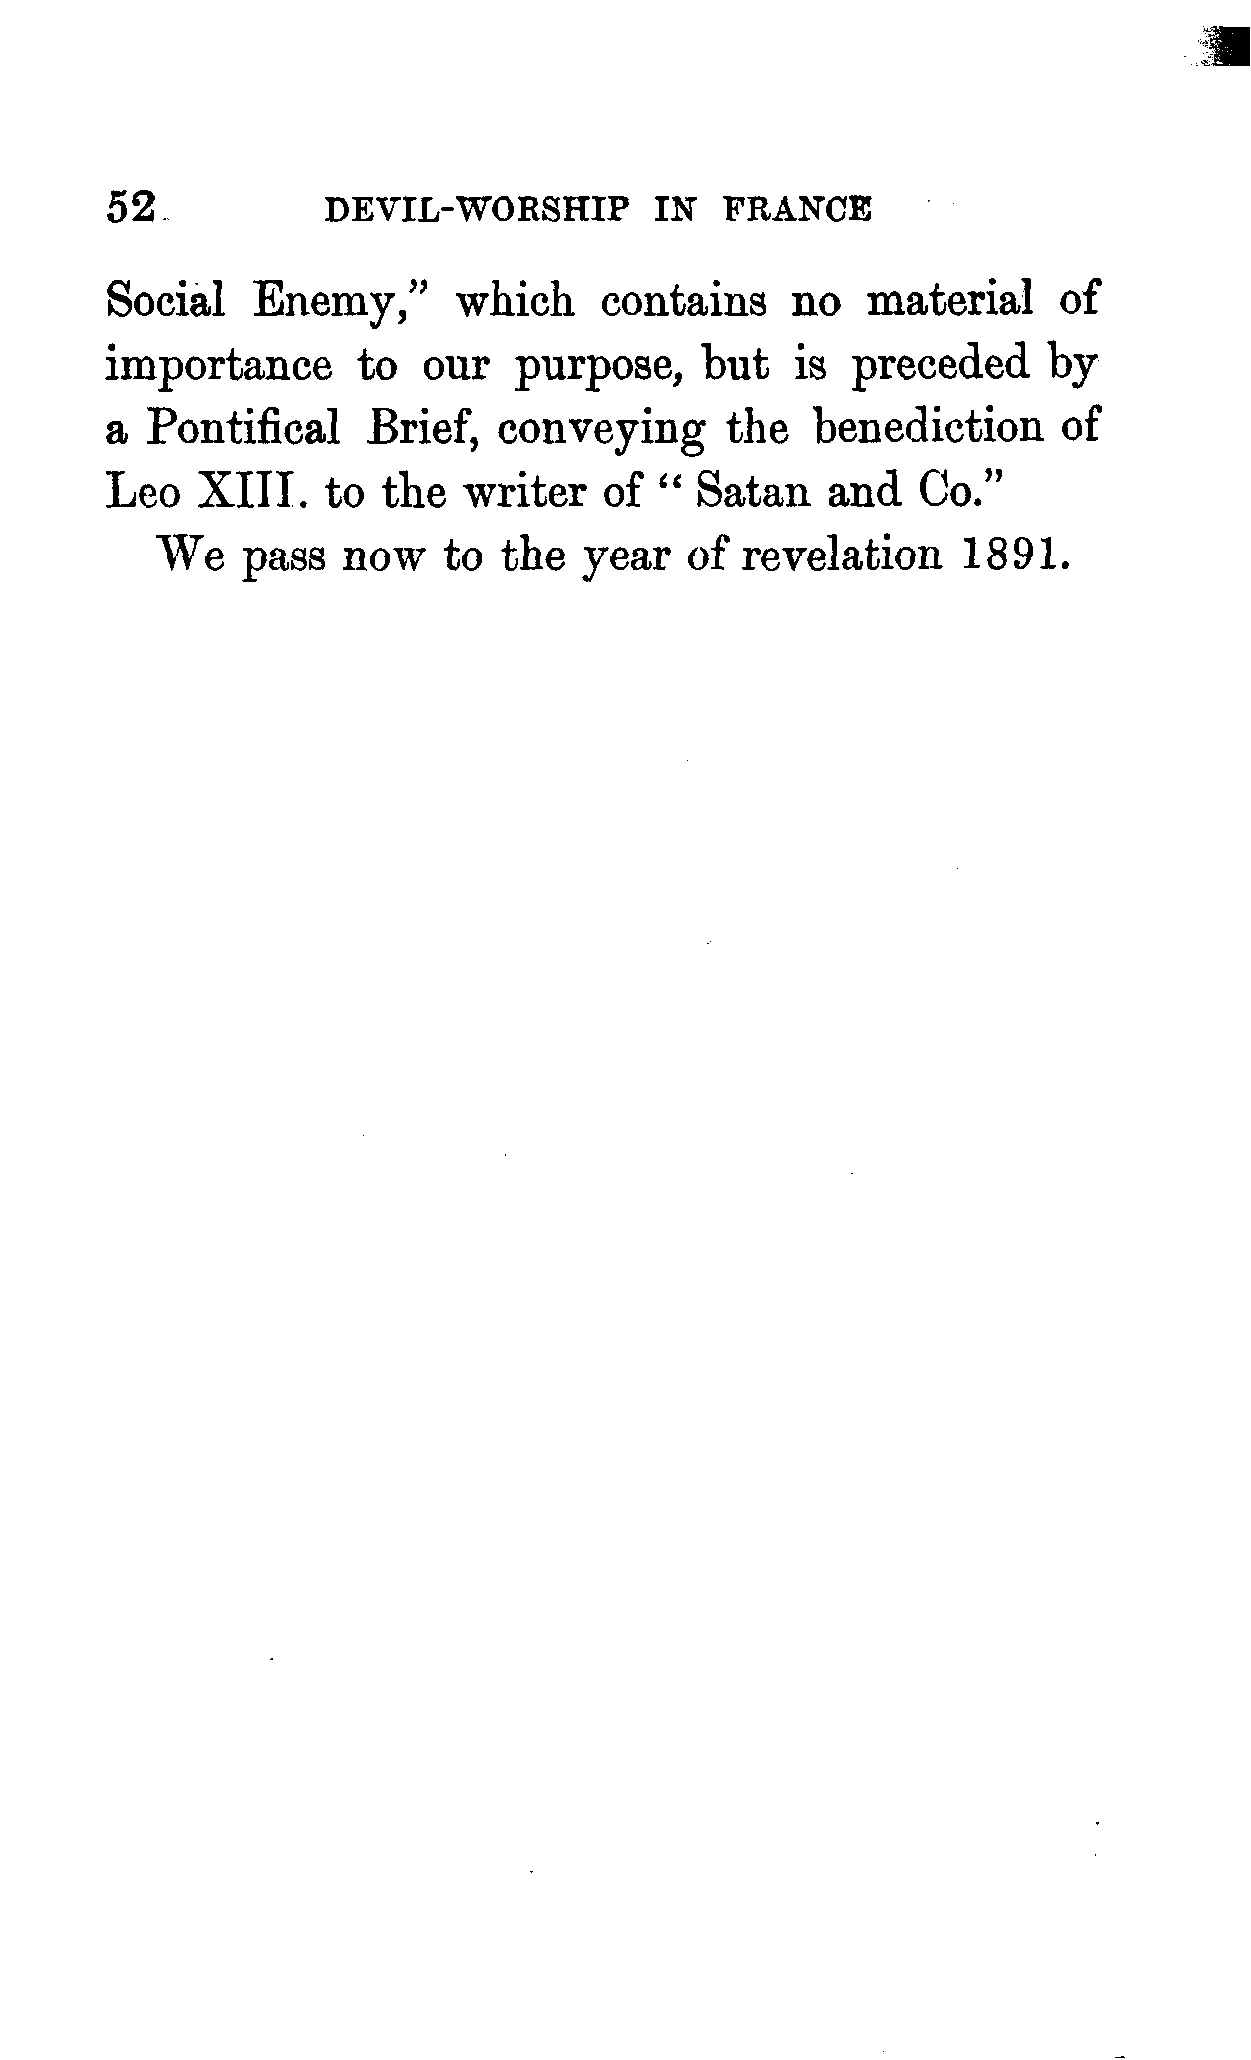 52 DEVIL-WORSHIP IN FRANCE
Social Enemy,” which contains no material of
importance to our purpose, but is preceded by
a Pontifical Brief, conveying the benediction of
Leo XIII. to the writer of “ Satan and Co.”
We pass now to the year of revelation 1891.